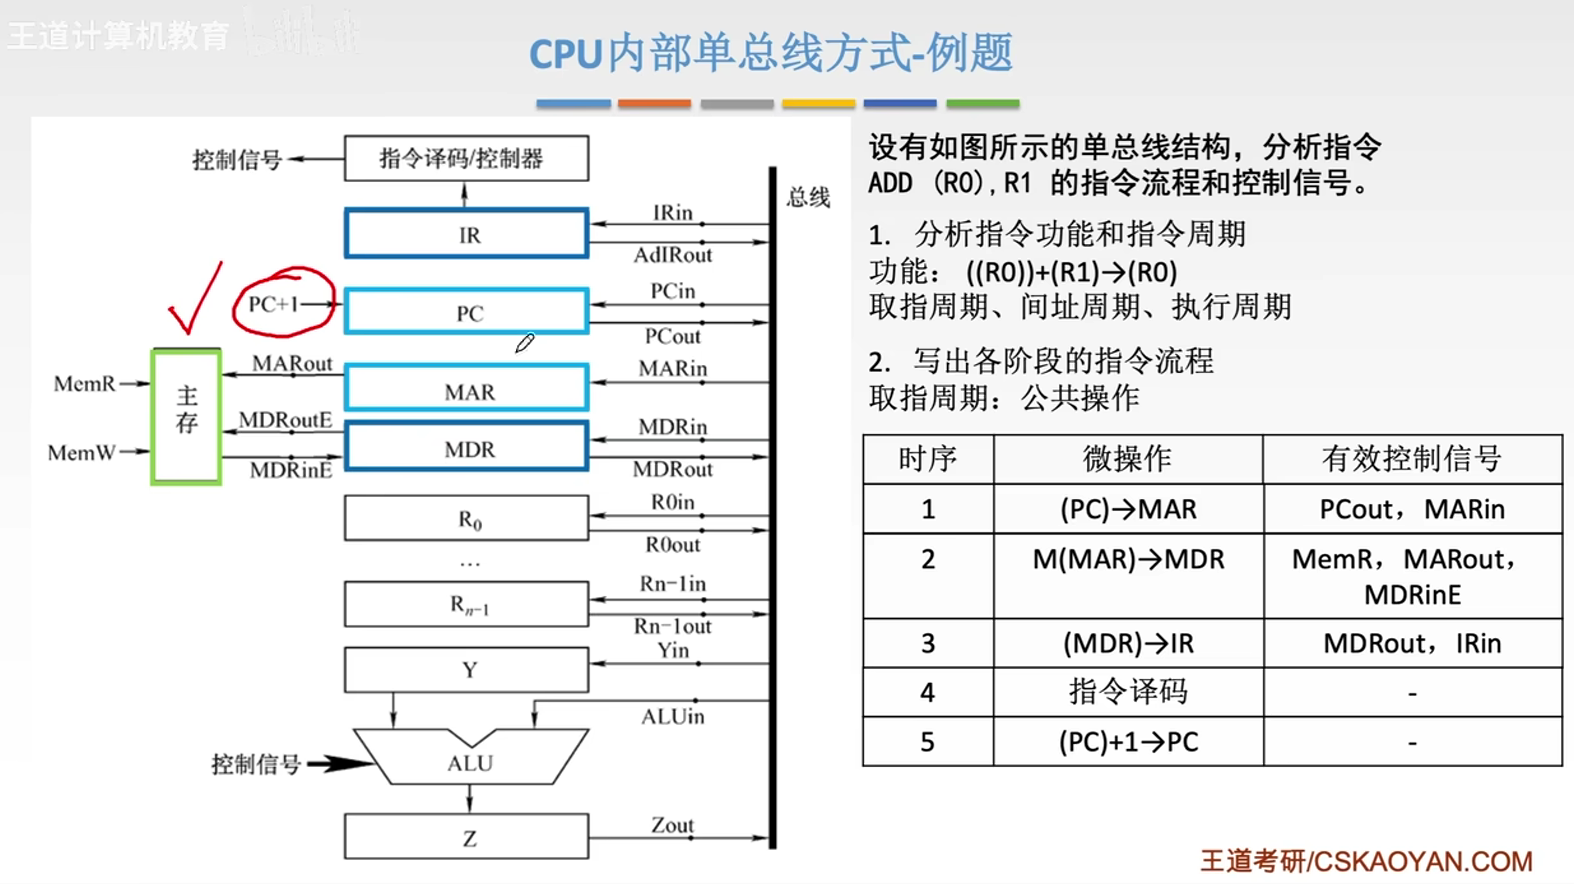 王道计算机教育
CPU内部单总线方式-例题
控制信号
指令译码/控制器
总线
IRin
IR
AdIRout
PC+1
PCin
PC
PCout
MemR
主存
MARout
MARin
MAR
MDRoutE
MDRin
MemW
MDR
MDRinE
MDRout
R0in
R0
R0out
...
Rn-1in
Rn-1
Rn-1out
Yin
Y
ALUin
控制信号
ALU
Zout
Z
设有如图所示的单总线结构，分析指令
ADD (R0),R1 的指令流程和控制信号。
1. 分析指令功能和指令周期
功能： ((R0))+(R1)→(R0)
取指周期、间址周期、执行周期
2. 写出各阶段的指令流程
取指周期：公共操作
时序 微操作 有效控制信号
1 (PC)→MAR PCout，MARin
2 M(MAR)→MDR MemR，MARout，
MDRinE
3 (MDR)→IR MDRout，IRin
4 指令译码 -
5 (PC)+1→PC -
王道考研/CSKAOYAN.COM